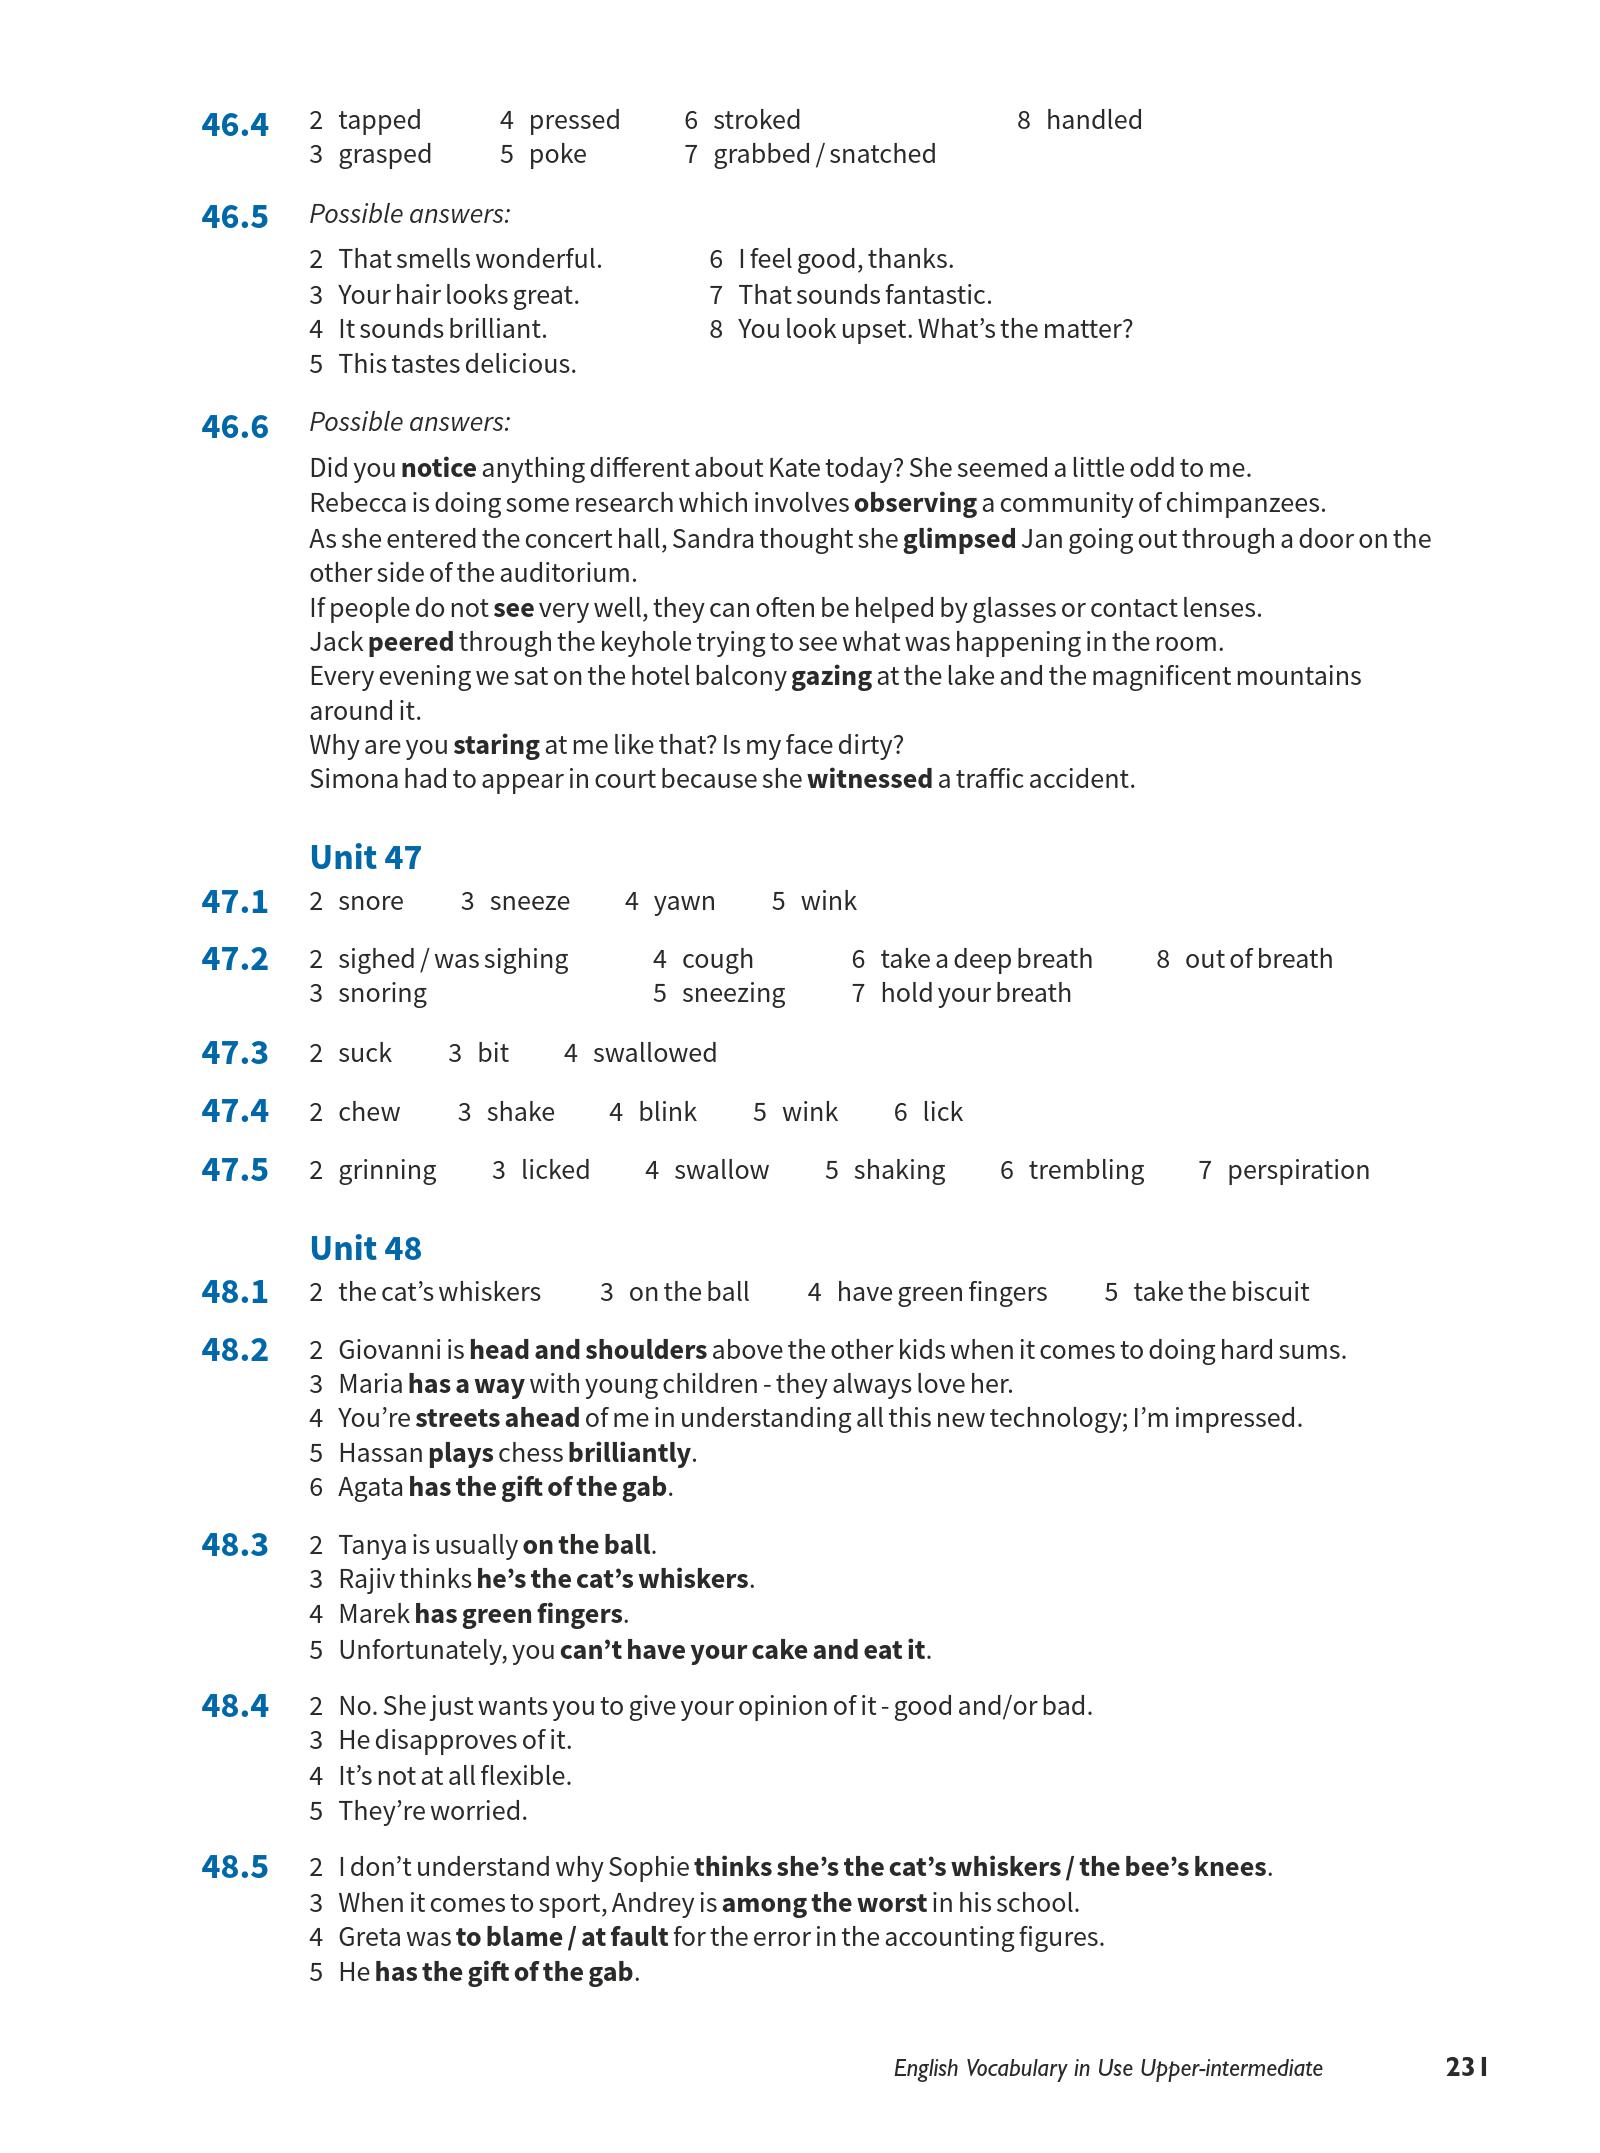 46.4 2 tapped 4 pressed 6 stroked 8 handled
3 grasped 5 poke 7 grabbed / snatched
46.5 Possible answers:
2 That smells wonderful. 6 I feel good, thanks.
3 Your hair looks great. 7 That sounds fantastic.
4 It sounds brilliant. 8 You look upset. What’s the matter?
5 This tastes delicious.
46.6 Possible answers:
Did you notice anything different about Kate today? She seemed a little odd to me.
Rebecca is doing some research which involves observing a community of chimpanzees.
As she entered the concert hall, Sandra thought she glimpsed Jan going out through a door on the
other side of the auditorium.
If people do not see very well, they can often be helped by glasses or contact lenses.
Jack peered through the keyhole trying to see what was happening in the room.
Every evening we sat on the hotel balcony gazing at the lake and the magnificent mountains
around it.
Why are you staring at me like that? Is my face dirty?
Simona had to appear in court because she witnessed a traffic accident.
Unit 47
47.1 2 snore 3 sneeze 4 yawn 5 wink
47.2 2 sighed / was sighing 4 cough 6 take a deep breath 8 out of breath
3 snoring 5 sneezing 7 hold your breath
47.3 2 suck 3 bit 4 swallowed
47.4 2 chew 3 shake 4 blink 5 wink 6 lick
47.5 2 grinning 3 licked 4 swallow 5 shaking 6 trembling 7 perspiration
Unit 48
48.1 2 the cat’s whiskers 3 on the ball 4 have green fingers 5 take the biscuit
48.2 2 Giovanni is head and shoulders above the other kids when it comes to doing hard sums.
3 Maria has a way with young children - they always love her.
4 You’re streets ahead of me in understanding all this new technology; I’m impressed.
5 Hassan plays chess brilliantly.
6 Agata has the gift of the gab.
48.3 2 Tanya is usually on the ball.
3 Rajiv thinks he’s the cat’s whiskers.
4 Marek has green fingers.
5 Unfortunately, you can’t have your cake and eat it.
48.4 2 No. She just wants you to give your opinion of it - good and/or bad.
3 He disapproves of it.
4 It’s not at all flexible.
5 They’re worried.
48.5 2 I don’t understand why Sophie thinks she’s the cat’s whiskers / the bee’s knees.
3 When it comes to sport, Andrey is among the worst in his school.
4 Greta was to blame / at fault for the error in the accounting figures.
5 He has the gift of the gab.
English Vocabulary in Use Upper-intermediate 231